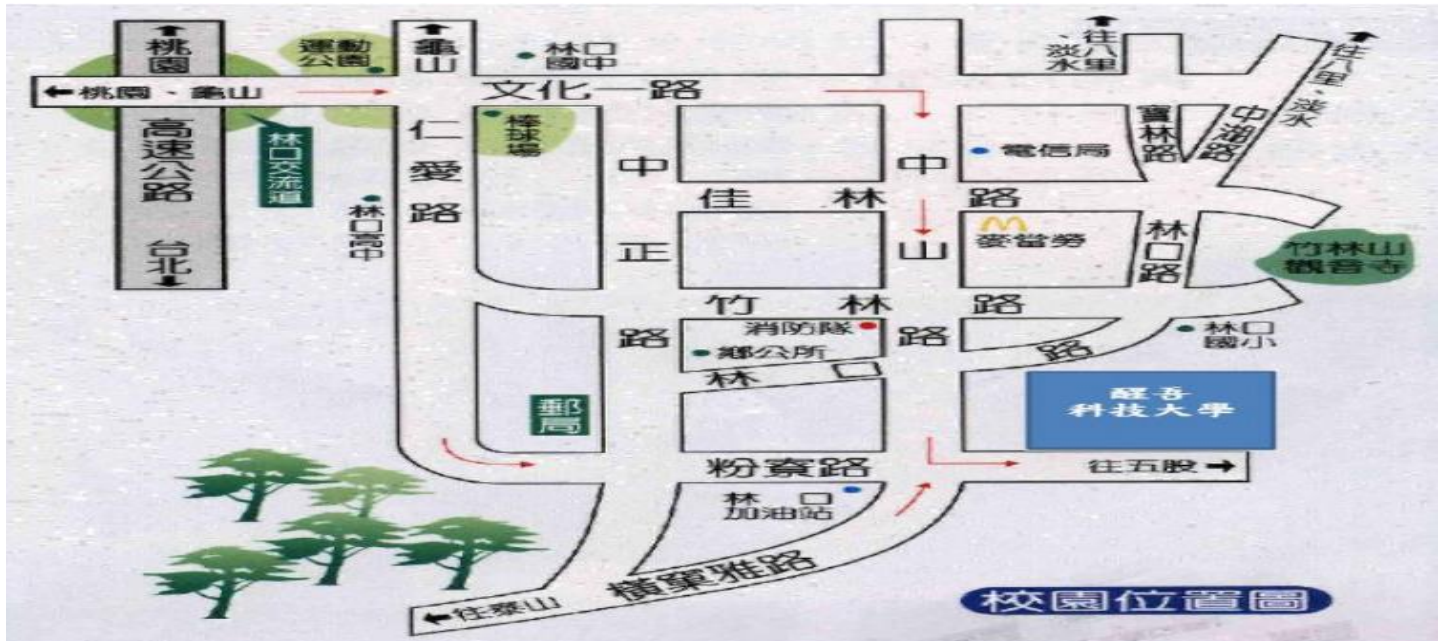 桃園
運動
公園
龜山
林口
國中
往八里、
淡水
往八里、淡水
桃園、龜山
文化一路
高速公路
台北
林口交流道
仁愛路
棒球場
中正路
中山路
電信局
寶林路
中湖路
佳林路
林口高中
麥當勞
林口路
竹林山
觀音寺
竹林路
消防隊
鄉公所
林口路
林口
國小
郵局
醒吾
科技大學
粉寮路
往五股
林口
加油站
橫窠雅路
往泰山
校園位置圖